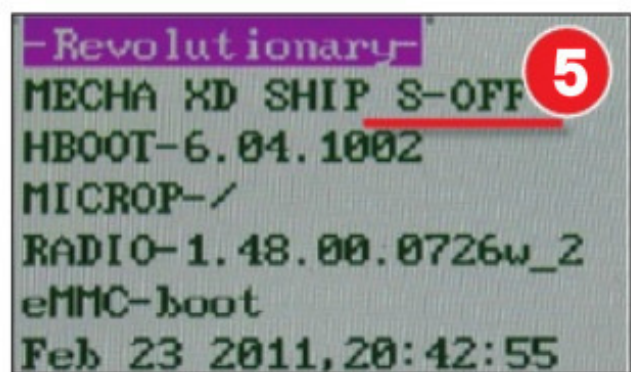 -Revolutionary-
MECHA XD SHIP S-OFF
5
HBOOT-6.04.1002
MICROP-/
RADIO-1.48.00.0726w_2
eMMC-boot
Feb 23 2011,20:42:55